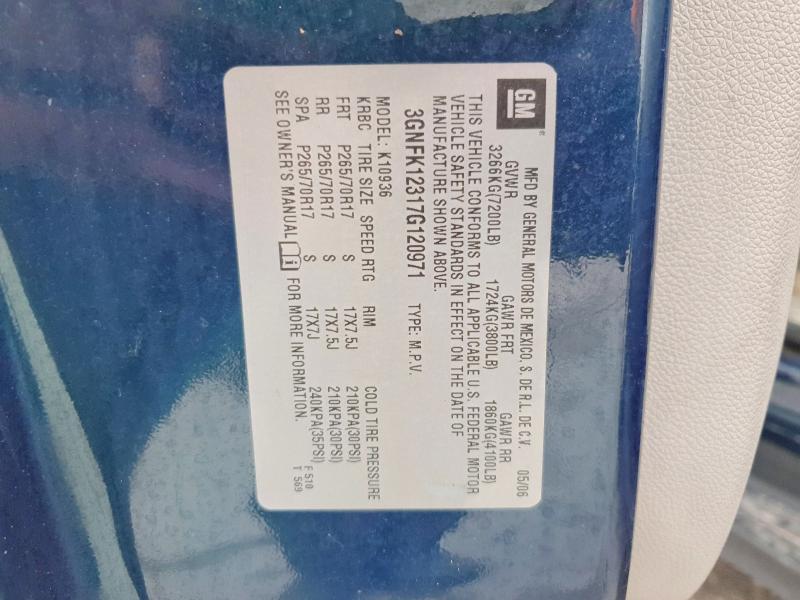 GM®
MFD BY GENERAL MOTORS DE MEXICO, S. DE R.L. DE C.V. 05/06
GVWR GAWR FRT GAWR RR
3266KG(7200LB) 1724KG(3800LB) 1860KG(4100LB)
THIS VEHICLE CONFORMS TO ALL APPLICABLE U.S. FEDERAL MOTOR
VEHICLE SAFETY STANDARDS IN EFFECT ON THE DATE OF
MANUFACTURE SHOWN ABOVE.
3GNFK12317G120971 TYPE: M.P.V.
MODEL: K10936
KRBC TIRE SIZE SPEED RTG RIM COLD TIRE PRESSURE
FRT P265/70R17 S 17X7.5J 210KPA(30PSI)
RR P265/70R17 S 17X7.5J 210KPA(30PSI)
SPA P265/70R17 S 17X7J 240KPA(35PSI)
SEE OWNER'S MANUAL i FOR MORE INFORMATION.
F 510
T 569